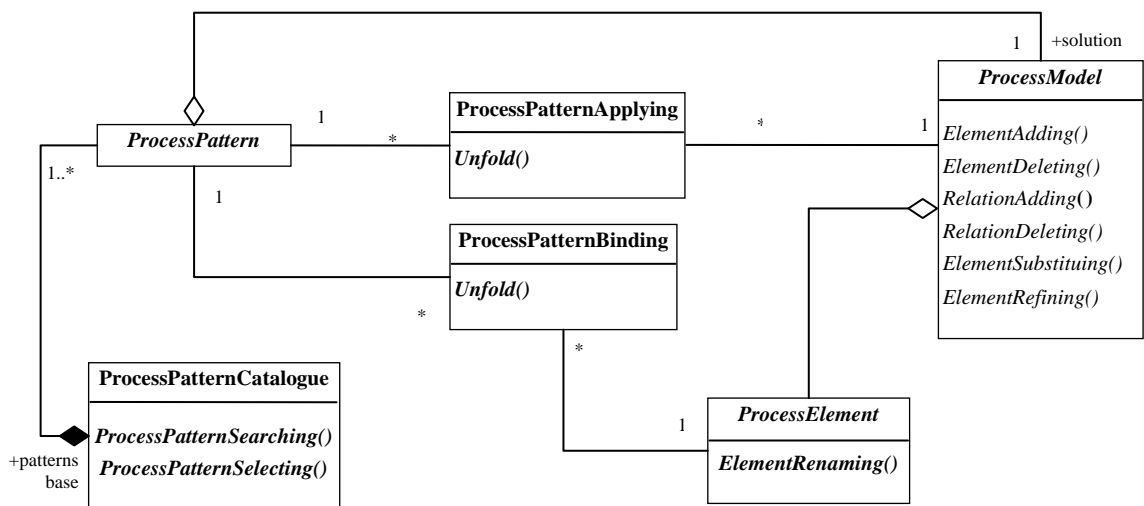 1
+solution
ProcessModel
ElementAdding()
ElementDeleting()
RelationAdding()
RelationDeleting()
ElementSubstituing()
ElementRefining()
1
*
ProcessPatternApplying
Unfold()
*
1
ProcessPattern
1..*
1
ProcessPatternBinding
Unfold()
*
*
1
ProcessPatternCatalogue
ProcessPatternSearching()
ProcessPatternSelecting()
+patterns
base
ProcessElement
ElementRenaming()